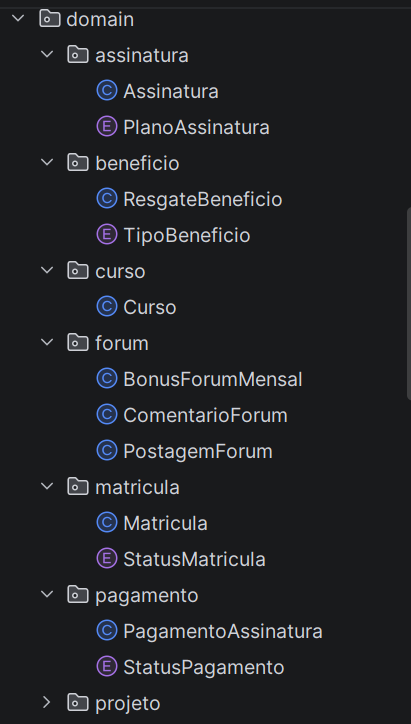 domain
assinatura
C Assinatura
E PlanoAssinatura
beneficio
C ResgateBeneficio
E TipoBeneficio
curso
C Curso
forum
C BonusForumMensal
C ComentarioForum
C PostagemForum
matricula
C Matricula
E StatusMatricula
pagamento
C PagamentoAssinatura
E StatusPagamento
projeto